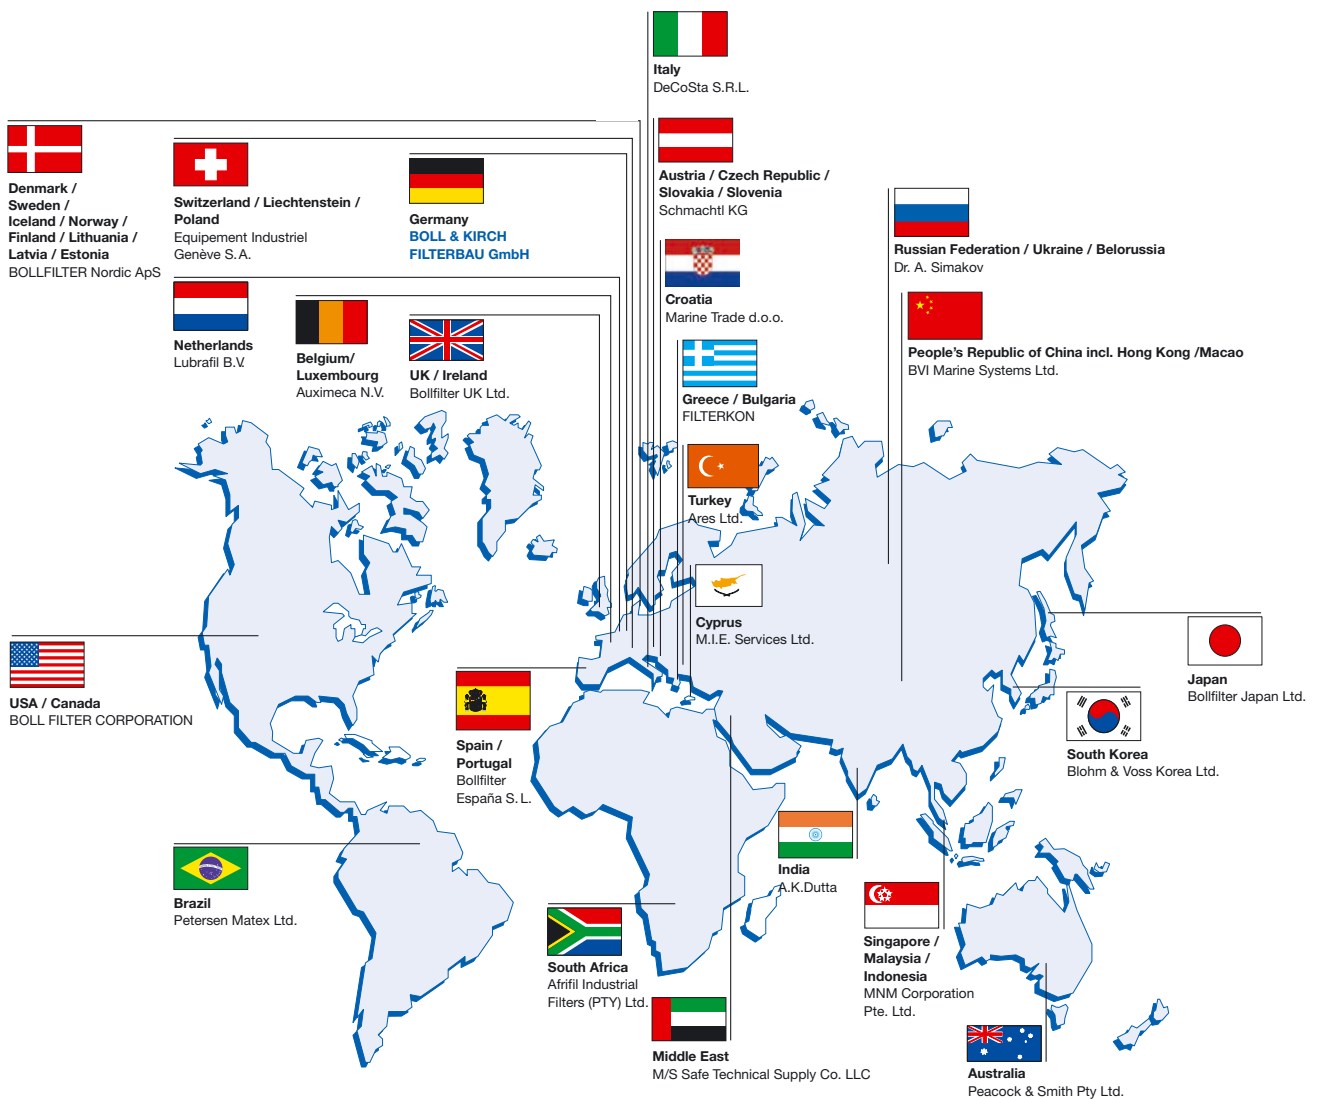 Italy
DeCoSta S.R.L.
Denmark /
Sweden /
Iceland / Norway /
Finland / Lithuania /
Latvia / Estonia
BOLLFILTER Nordic ApS
Switzerland / Liechtenstein /
Poland
Equipement Industriel
Genève S.A.
Germany
BOLL & KIRCH
FILTERBAU GmbH
Austria / Czech Republic /
Slovakia / Slovenia
Schmachtl KG
Russian Federation / Ukraine / Belorussia
Dr. A. Simakov
Croatia
Marine Trade d.o.o.
Netherlands
Lubrafil B.V.
Belgium/
Luxembourg
Auximeca N.V.
UK / Ireland
Bollfilter UK Ltd.
People’s Republic of China incl. Hong Kong /Macao
BVI Marine Systems Ltd.
Greece / Bulgaria
FILTERKON
Turkey
Ares Ltd.
Cyprus
M.I.E. Services Ltd.
USA / Canada
BOLL FILTER CORPORATION
Spain /
Portugal
Bollfilter
España S.L.
Japan
Bollfilter Japan Ltd.
South Korea
Blohm & Voss Korea Ltd.
Brazil
Petersen Matex Ltd.
India
A.K.Dutta
South Africa
Afrifil Industrial
Filters (PTY) Ltd.
Singapore /
Malaysia /
Indonesia
MNM Corporation
Pte. Ltd.
Middle East
M/S Safe Technical Supply Co. LLC
Australia
Peacock & Smith Pty Ltd.